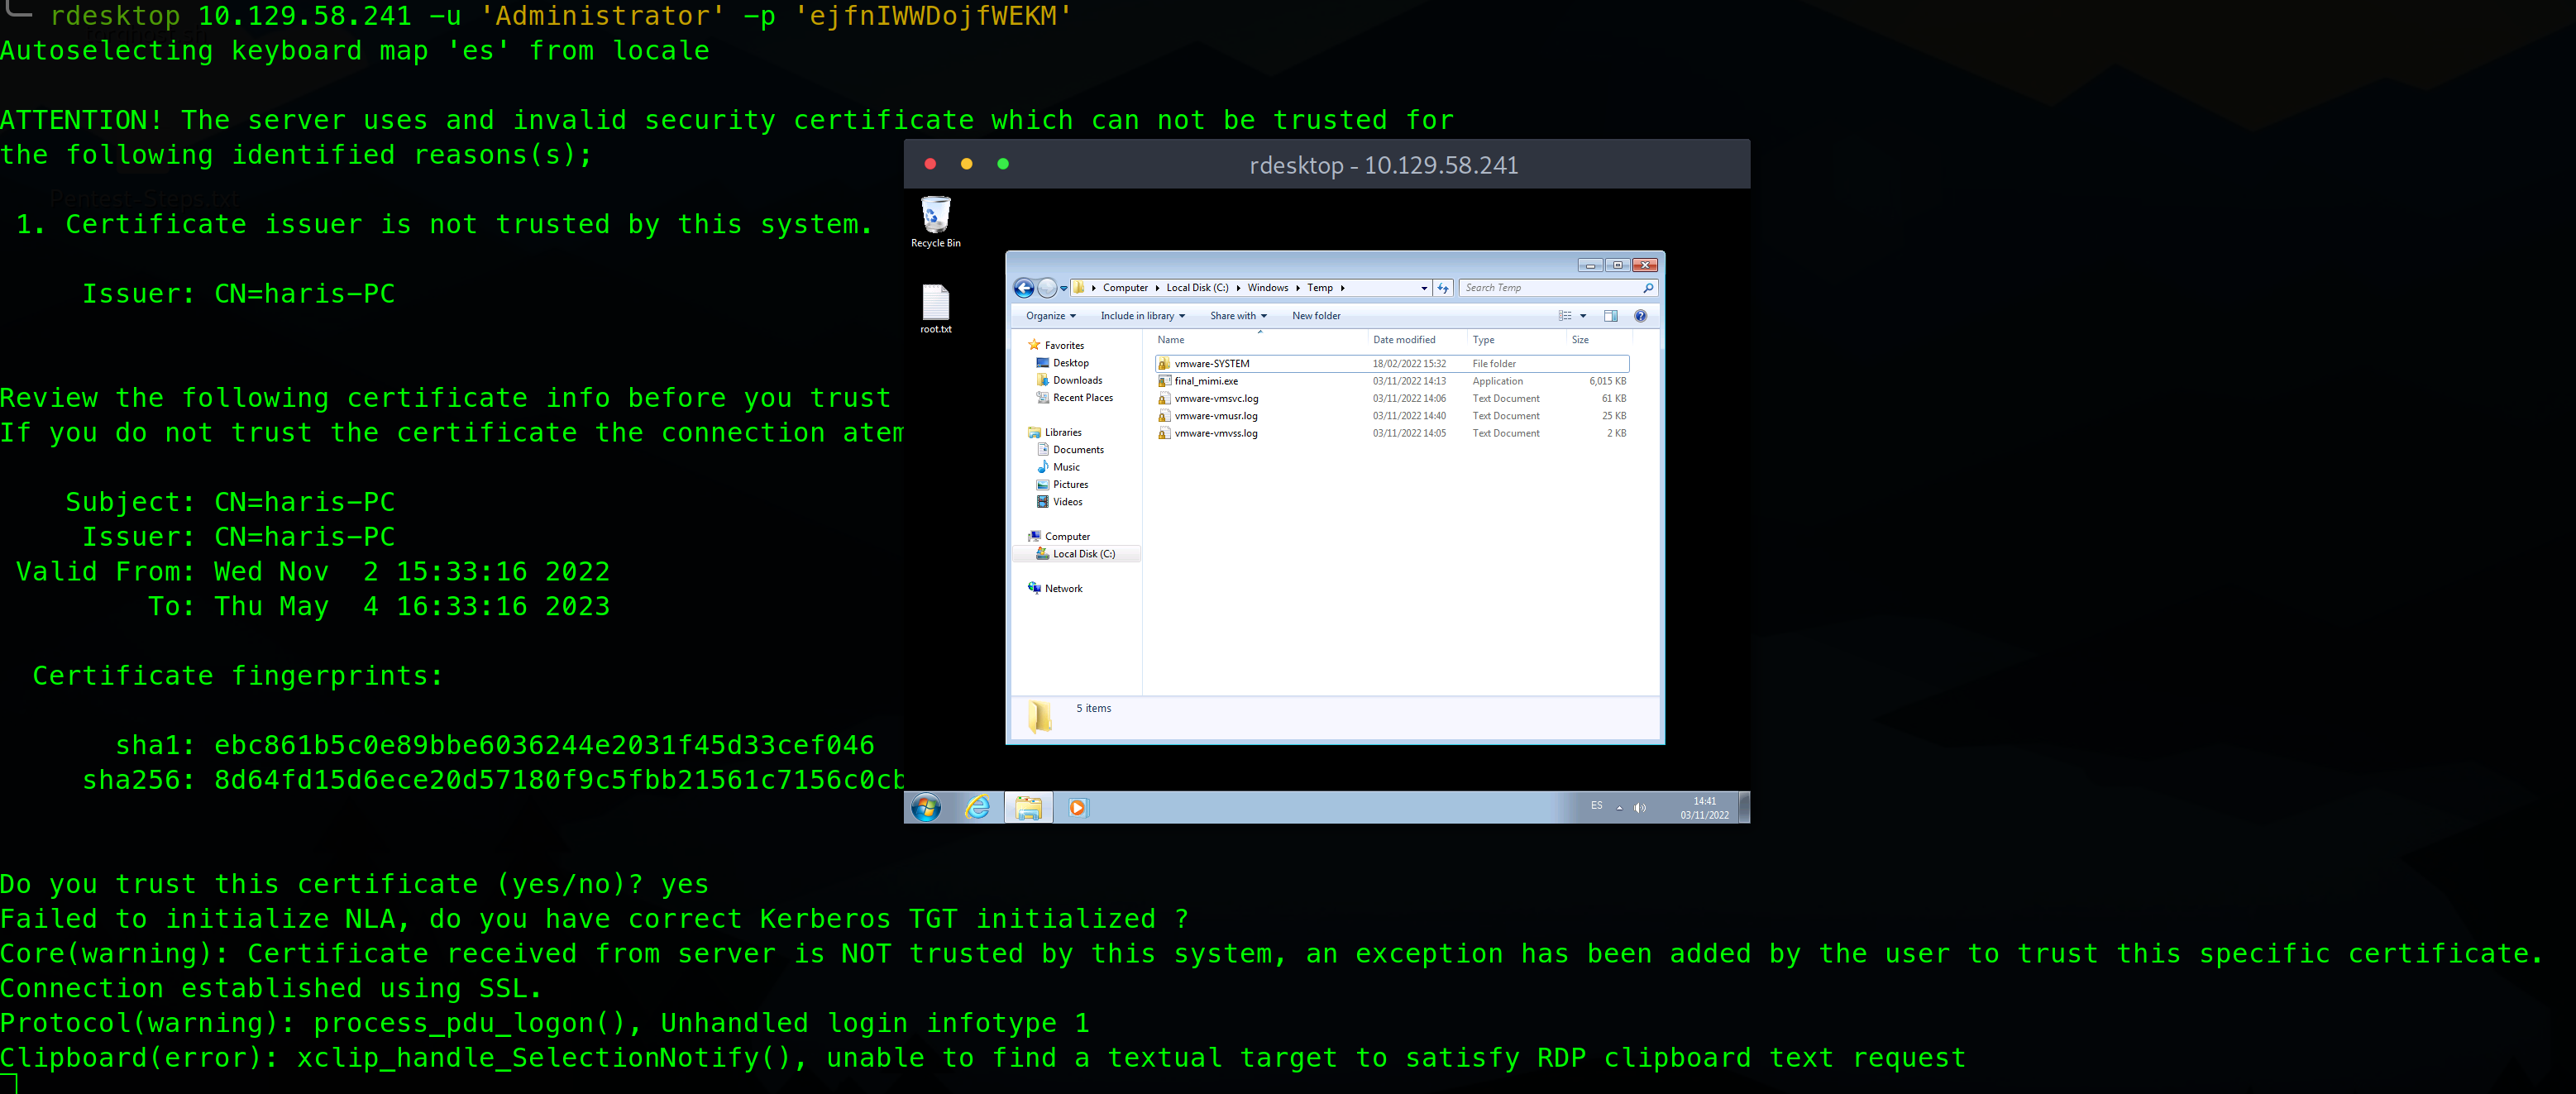 rdesktop 10.129.58.241 -u 'Administrator' -p 'ejfnIWWDojfWEKM'
Autoselecting keyboard map 'es' from locale
ATTENTION! The server uses and invalid security certificate which can not be trusted for
the following identified reasons(s);
Pentest-Steps.txt
1. Certificate issuer is not trusted by this system.
Issuer: CN=haris-PC
Review the following certificate info before you trust
If you do not trust the certificate the connection atem
Subject: CN=haris-PC
Issuer: CN=haris-PC
Valid From: Wed Nov 2 15:33:16 2022
To: Thu May 4 16:33:16 2023
Certificate fingerprints:
sha1: ebc861b5c0e89bbe6036244e2031f45d33cef046
sha256: 8d64fd15d6ece20d57180f9c5fbb21561c7156c0cb
Do you trust this certificate (yes/no)? yes
Failed to initialize NLA, do you have correct Kerberos TGT initialized ?
Core(warning): Certificate received from server is NOT trusted by this system, an exception has been added by the user to trust this specific certificate.
Connection established using SSL.
Protocol(warning): process_pdu_logon(), Unhandled login infotype 1
Clipboard(error): xclip_handle_SelectionNotify(), unable to find a textual target to satisfy RDP clipboard text request
rdesktop - 10.129.58.241
Recycle Bin
root.txt
Computer Local Disk (C:) Windows Temp Search Temp
Organize Include in library Share with New folder
Name Date modified Type Size
vmware-SYSTEM 18/02/2022 15:32 File folder
final_mimi.exe 03/11/2022 14:13 Application 6,015 KB
vmware-vmsvc.log 03/11/2022 14:06 Text Document 61 KB
vmware-vmusr.log 03/11/2022 14:40 Text Document 25 KB
vmware-vmvss.log 03/11/2022 14:05 Text Document 2 KB
Favorites
Desktop
Downloads
Recent Places
Libraries
Documents
Music
Pictures
Videos
Computer
Local Disk (C:)
Network
5 items
ES 14:41
03/11/2022